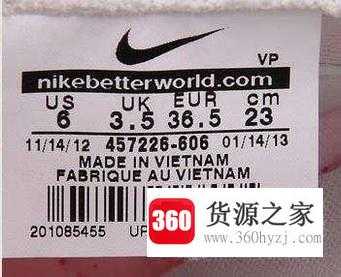 VP
nikebetterworld.com
US UK EUR cm
6 3.5 36.5 23
11/14/12 457226-606 01/14/13
MADE IN VIETNAM
FABRIQUE AU VIETNAM
201085455 UP
360 货源之家
www.360hyzj.com